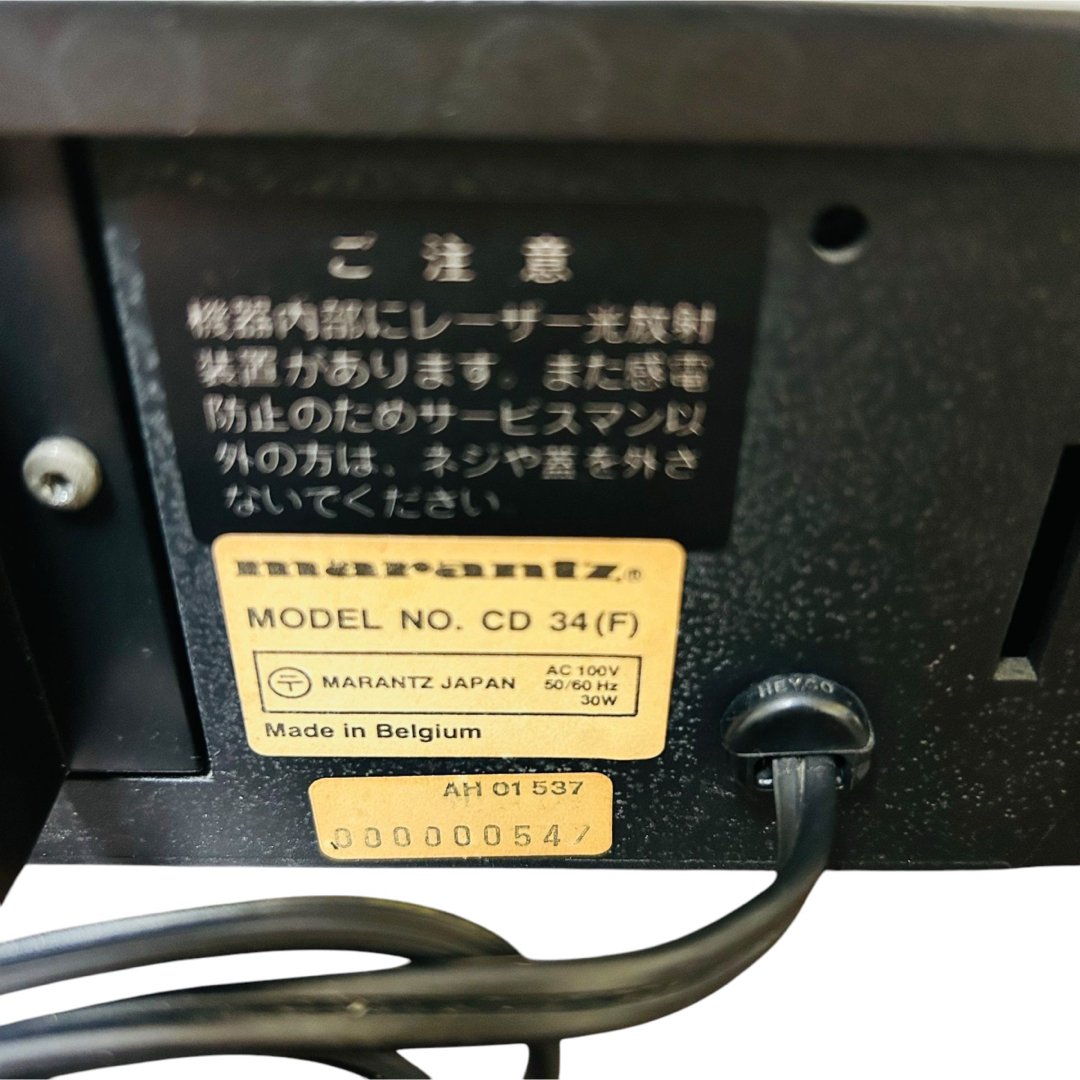 ご注意
機器内部にレーザー光放射
装置があります。また感電
防止のためサービスマン以
外の方は、ネジや蓋を外さ
ないでください
marantz®
MODEL NO. CD 34 (F)
〒 MARANTZ JAPAN
AC 100V
50/60 Hz
30W
Made in Belgium
HEYCO
AH 01 537
000000547